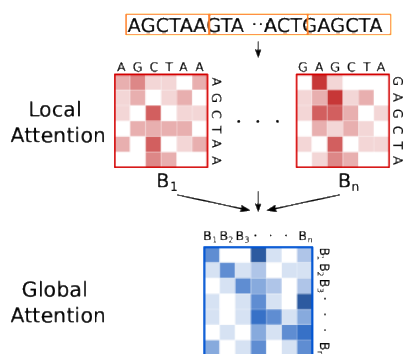 AGCTAAGTA ··· ACTGAGCTA
A G C T A A
G A G C T A
A G C T A A
G A G C T A
Local
Attention
· · ·
B1
Bn
B1 B2 B3 · · · Bn
B1 B2 B3 · · · Bn
Global
Attention